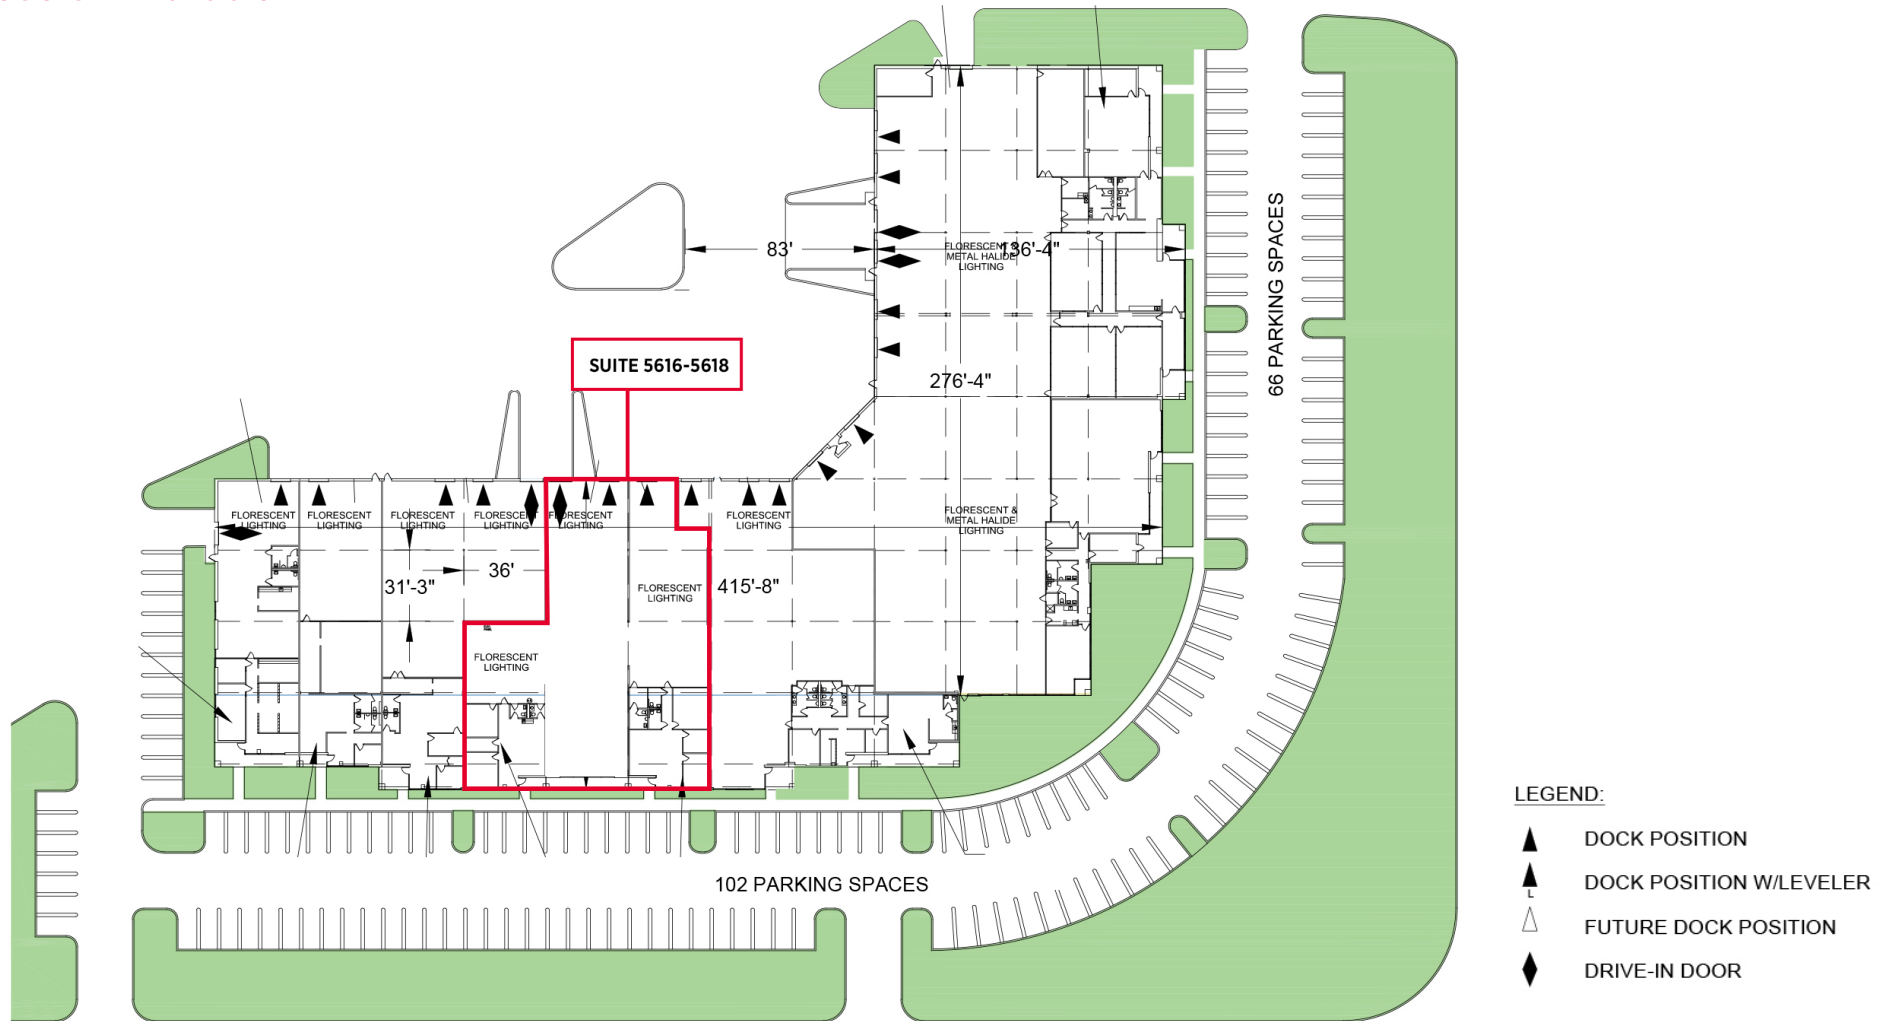 83'
FLORESCENT &
METAL HALIDE
LIGHTING
136'-4"
66 PARKING SPACES
SUITE 5616-5618
276'-4"
FLORESCENT
LIGHTING
FLORESCENT
LIGHTING
FLORESCENT
LIGHTING
FLORESCENT
LIGHTING
FLORESCENT
LIGHTING
FLORESCENT
LIGHTING
FLORESCENT &
METAL HALIDE
LIGHTING
31'-3"
36'
FLORESCENT
LIGHTING
415'-8"
FLORESCENT
LIGHTING
102 PARKING SPACES
LEGEND:
DOCK POSITION
DOCK POSITION W/LEVELER
L
FUTURE DOCK POSITION
DRIVE-IN DOOR